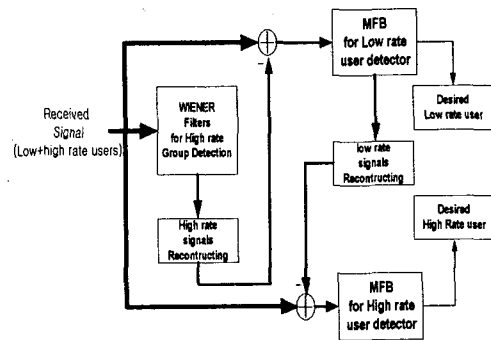 MFB
for Low rate
user detector
Desired
Low rate user
Received
Signal
(Low+high rate users)
WIENER
Filters
for High rate
Group Detection
low rate
signals
Recontructing
High rate
signals
Recontructing
Desired
High Rate user
MFB
for High rate
user detector